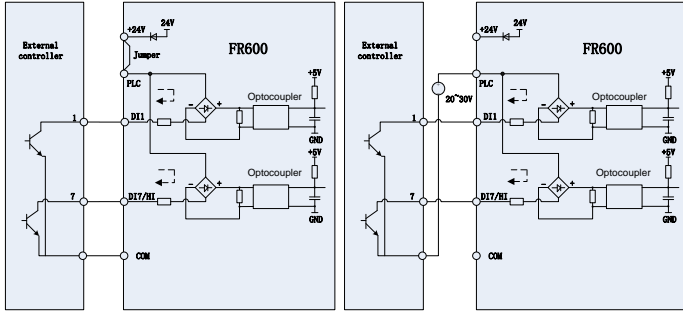 External
controller
+24V
24V
Jumper
FR600
PLC
+5V
Optocoupler
1
DI1
-
+
GND
+5V
Optocoupler
7
DI7/HI
-
+
GND
COM
External
controller
+24V
24V
FR600
PLC
20~30V
+5V
Optocoupler
1
DI1
-
+
GND
+5V
Optocoupler
7
DI7/HI
-
+
GND
COM